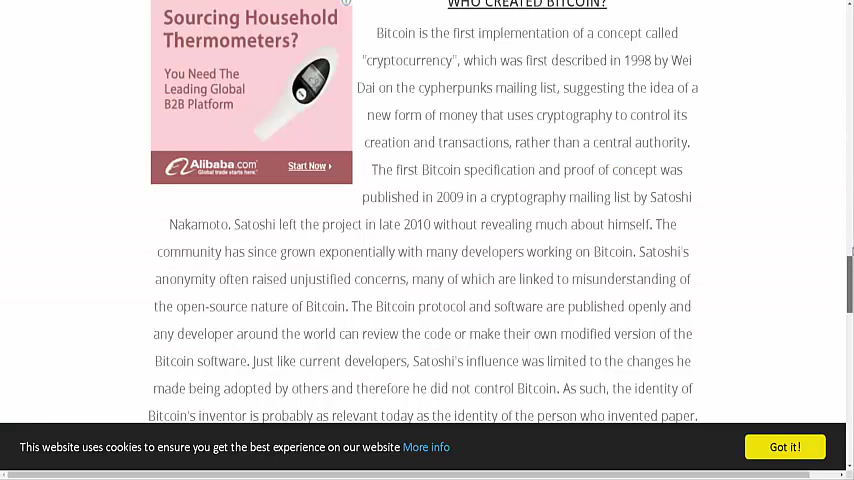 WHO CREATED BITCOIN?
Sourcing Household
Thermometers?
You Need The
Leading Global
B2B Platform
Alibaba.com
Global trade starts here.
Start Now
Bitcoin is the first implementation of a concept called
"cryptocurrency", which was first described in 1998 by Wei
Dai on the cypherpunks mailing list, suggesting the idea of a
new form of money that uses cryptography to control its
creation and transactions, rather than a central authority.
The first Bitcoin specification and proof of concept was
published in 2009 in a cryptography mailing list by Satoshi
Nakamoto. Satoshi left the project in late 2010 without revealing much about himself. The
community has since grown exponentially with many developers working on Bitcoin. Satoshi's
anonymity often raised unjustified concerns, many of which are linked to misunderstanding of
the open-source nature of Bitcoin. The Bitcoin protocol and software are published openly and
any developer around the world can review the code or make their own modified version of the
Bitcoin software. Just like current developers, Satoshi's influence was limited to the changes he
made being adopted by others and therefore he did not control Bitcoin. As such, the identity of
Bitcoin's inventor is probably as relevant today as the identity of the person who invented paper.
This website uses cookies to ensure you get the best experience on our website More info
Got it!